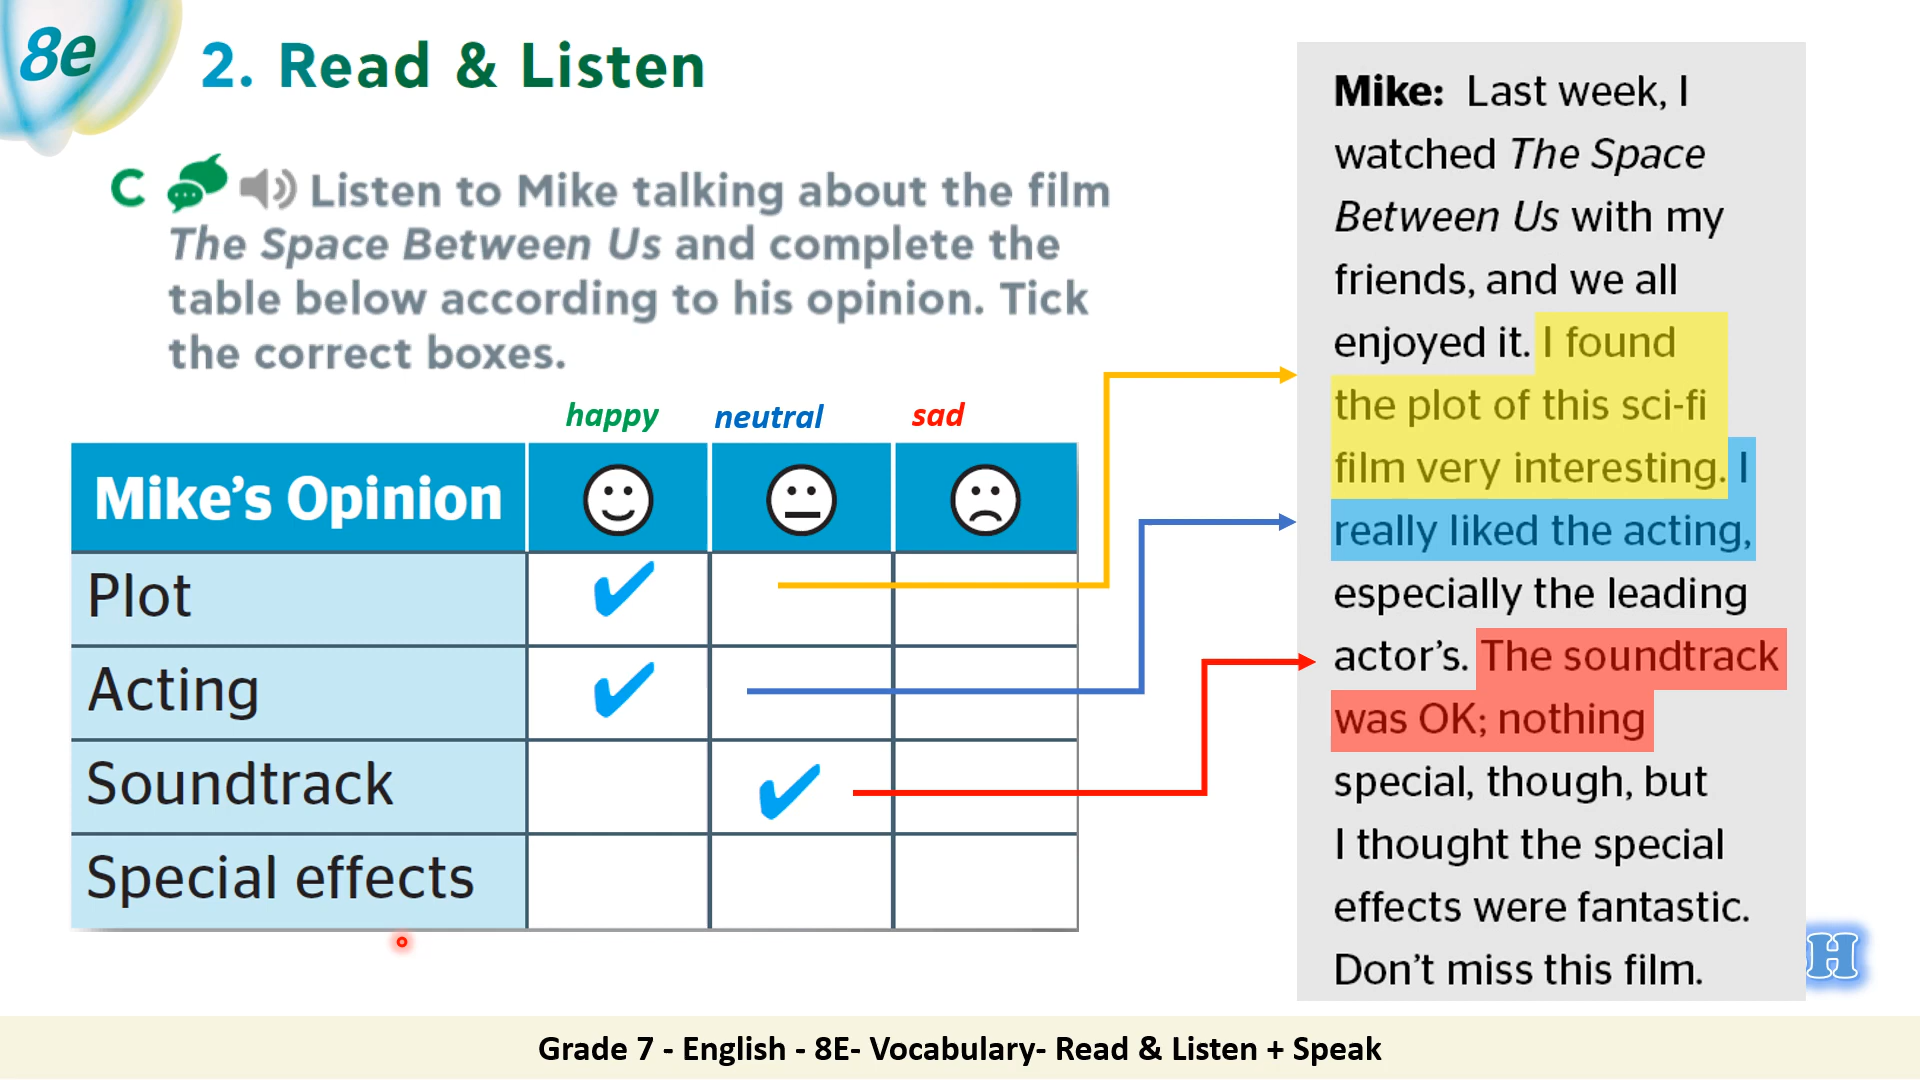 8e
2. Read & Listen
C Listen to Mike talking about the film
The Space Between Us and complete the
table below according to his opinion. Tick
the correct boxes.
happy neutral sad
Mike's Opinion
Plot
Acting
Soundtrack
Special effects
Mike: Last week, I
watched The Space
Between Us with my
friends, and we all
enjoyed it. I found
the plot of this sci-fi
film very interesting. I
really liked the acting,
especially the leading
actor's. The soundtrack
was OK; nothing
special, though, but
I thought the special
effects were fantastic.
Don't miss this film.
H
Grade 7 - English - 8E- Vocabulary- Read & Listen + Speak